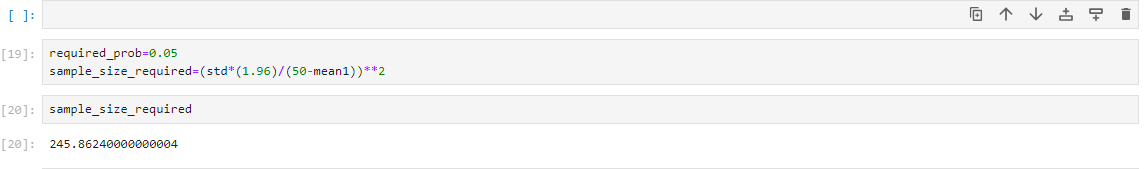 [ ]:
[19]:
required_prob=0.05
sample_size_required=(std*(1.96)/(50-mean1))**2
[20]:
sample_size_required
[20]:
245.86240000000004